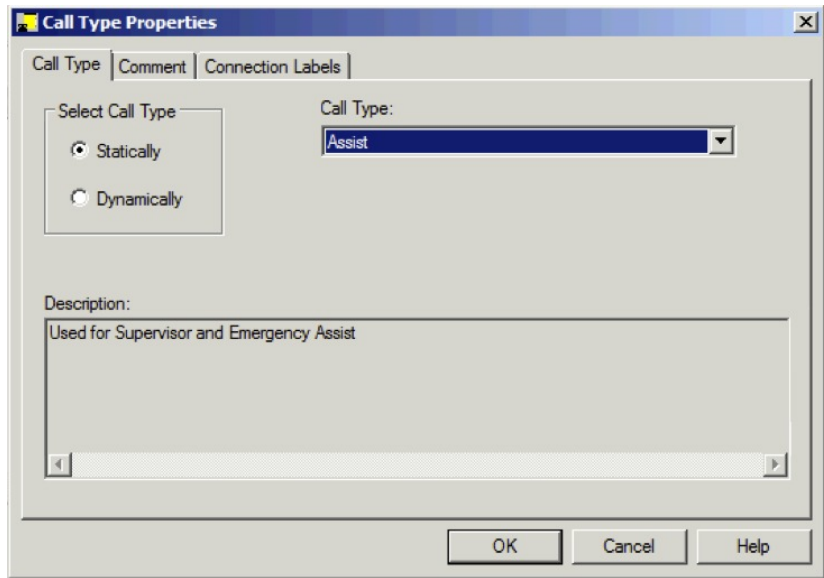 Call Type Properties
Call Type Comment Connection Labels
Select Call Type
Statically
Dynamically
Call Type:
Assist
Description:
Used for Supervisor and Emergency Assist
OK Cancel Help